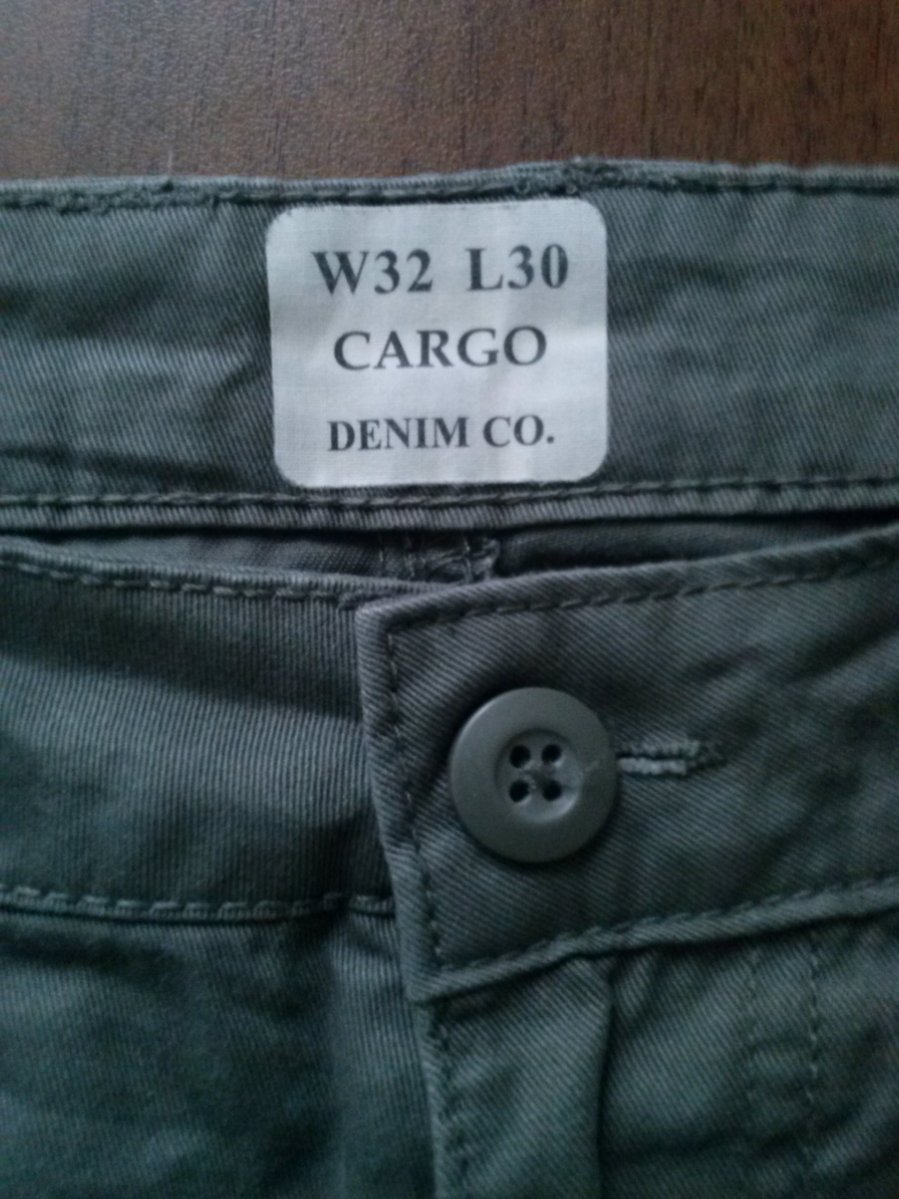 W32 L30
CARGO
DENIM CO.